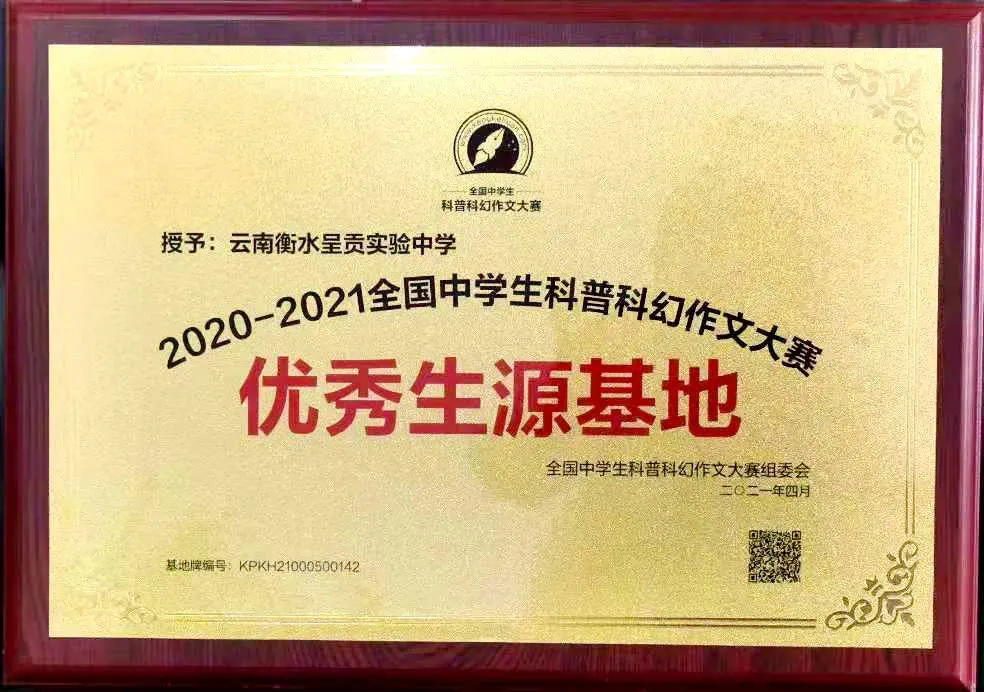 全国中学生
科普科幻作文大赛
授予：云南衡水呈贡实验中学
2020-2021全国中学生科普科幻作文大赛
优秀生源基地
全国中学生科普科幻作文大赛组委会
二〇二一年四月
基地牌编号：KPKH21000500142